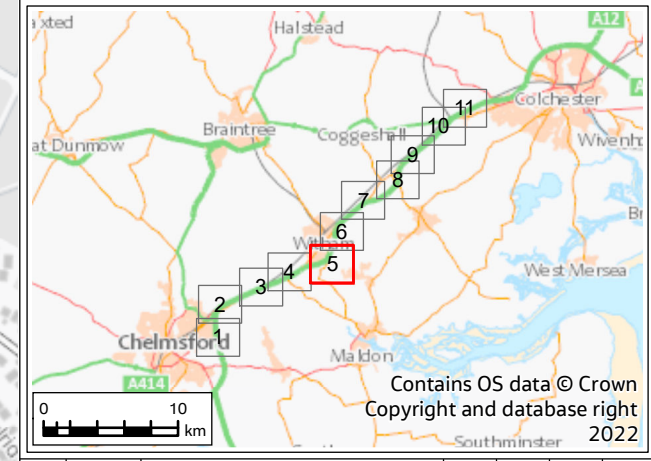 axted
Halstead
A12
Colchester
11
Braintree
Coggeshall
10
at Dunmow
Wivenh
9
8
7
6
Witham
5
West Mersea
4
3
2
Chelmsford
1
Maldon
A414
Contains OS data © Crown
Copyright and database right
2022
0 10
km
Southminster